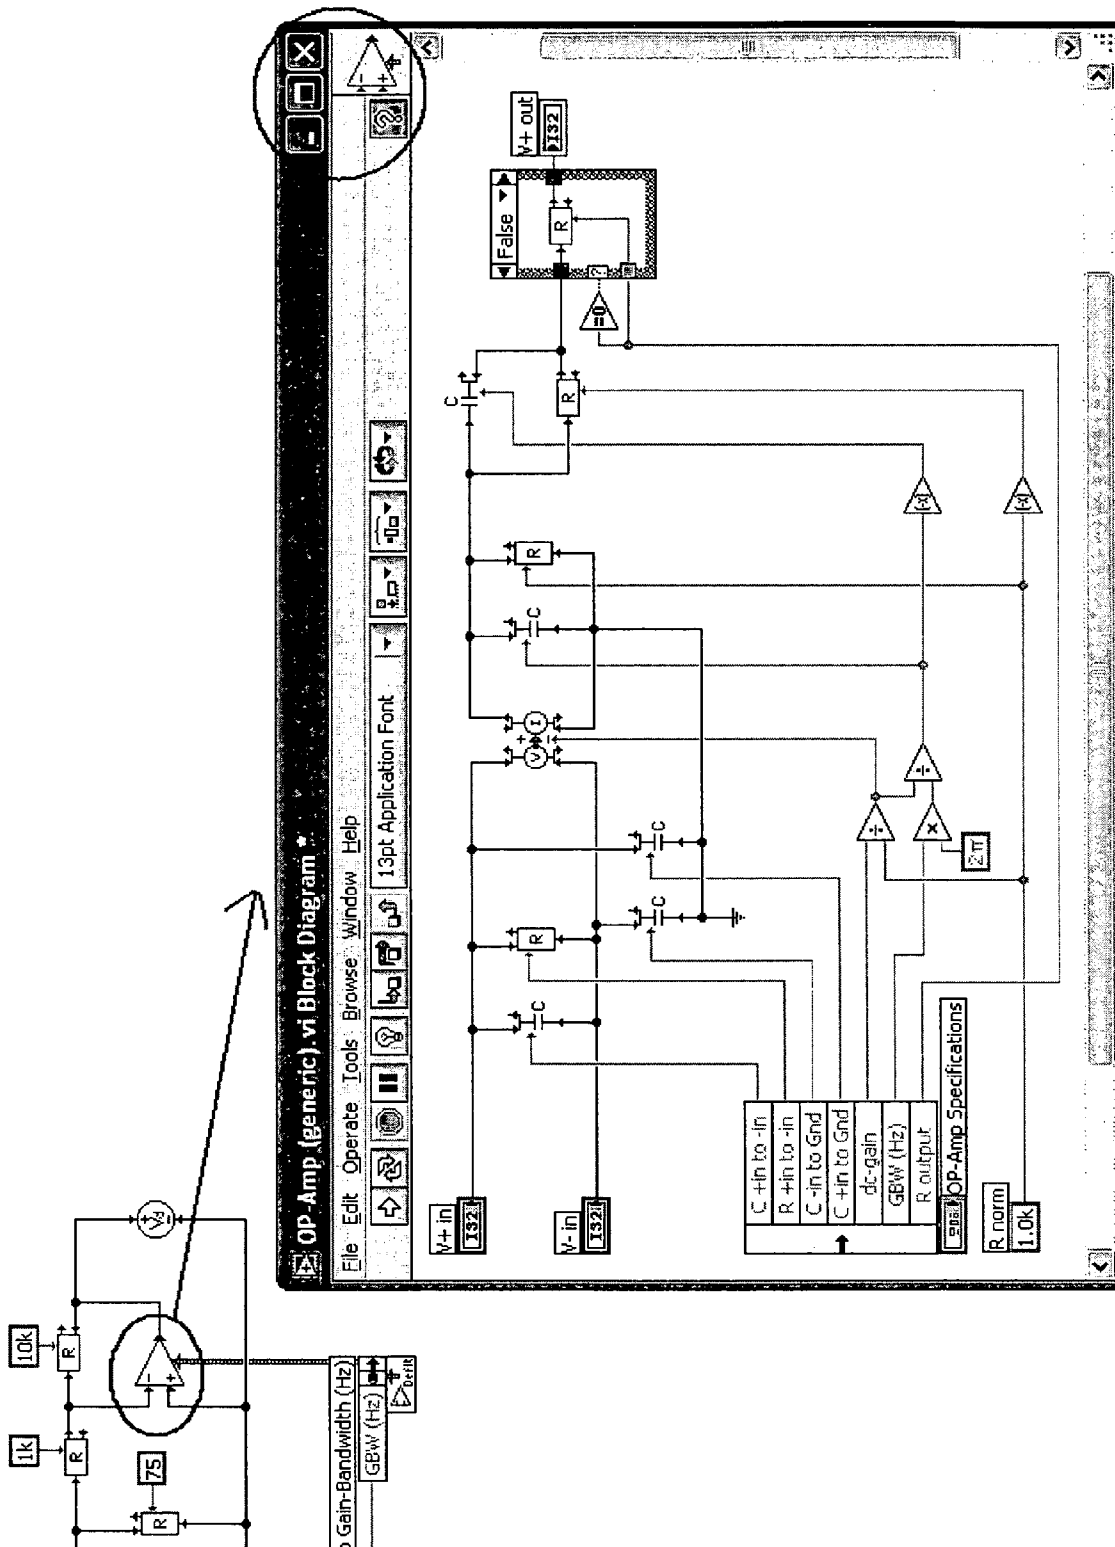 10k
R
1k
R
75
R
Vd
-
+
o Gain-Bandwidth (Hz)
GBW (Hz)
Deflt
OP-Amp (generic).vi Block Diagram *
File Edit Operate Tools Browse Window Help
13pt Application Font
V+ in
I32
V- in
I32
C
R
C
C
V
I
+
-
C
R
C
R
=0
?
False
R
V+ out
I32
C +in to -in
R +in to -in
C -in to Gnd
C +in to Gnd
dc-gain
GBW (Hz)
R output
OP-Amp Specifications
÷
×
2π
÷
R norm
1.0k